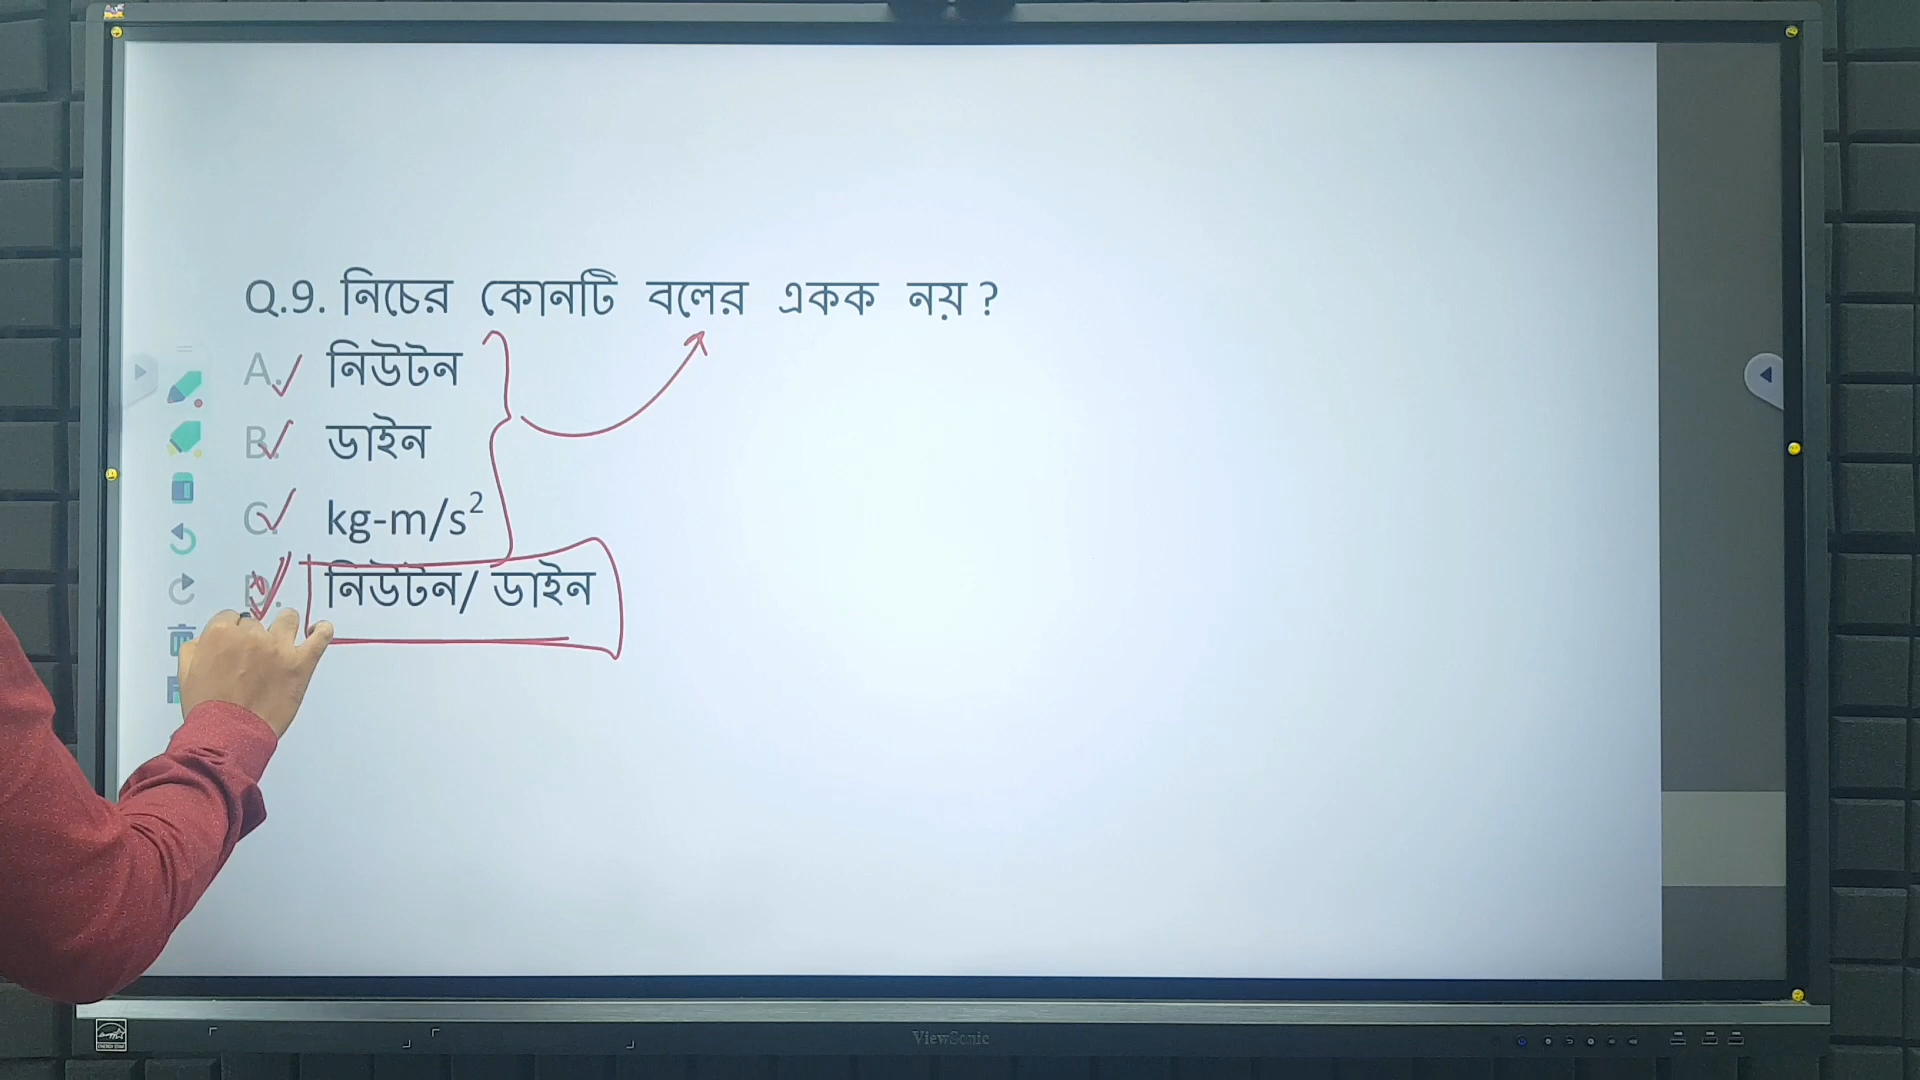 Q.9. নিচের কোনটি বলের একক নয় ?
A. নিউটন
B. ডাইন
C. kg-m/s²
D. নিউটন/ ডাইন
ViewSonic